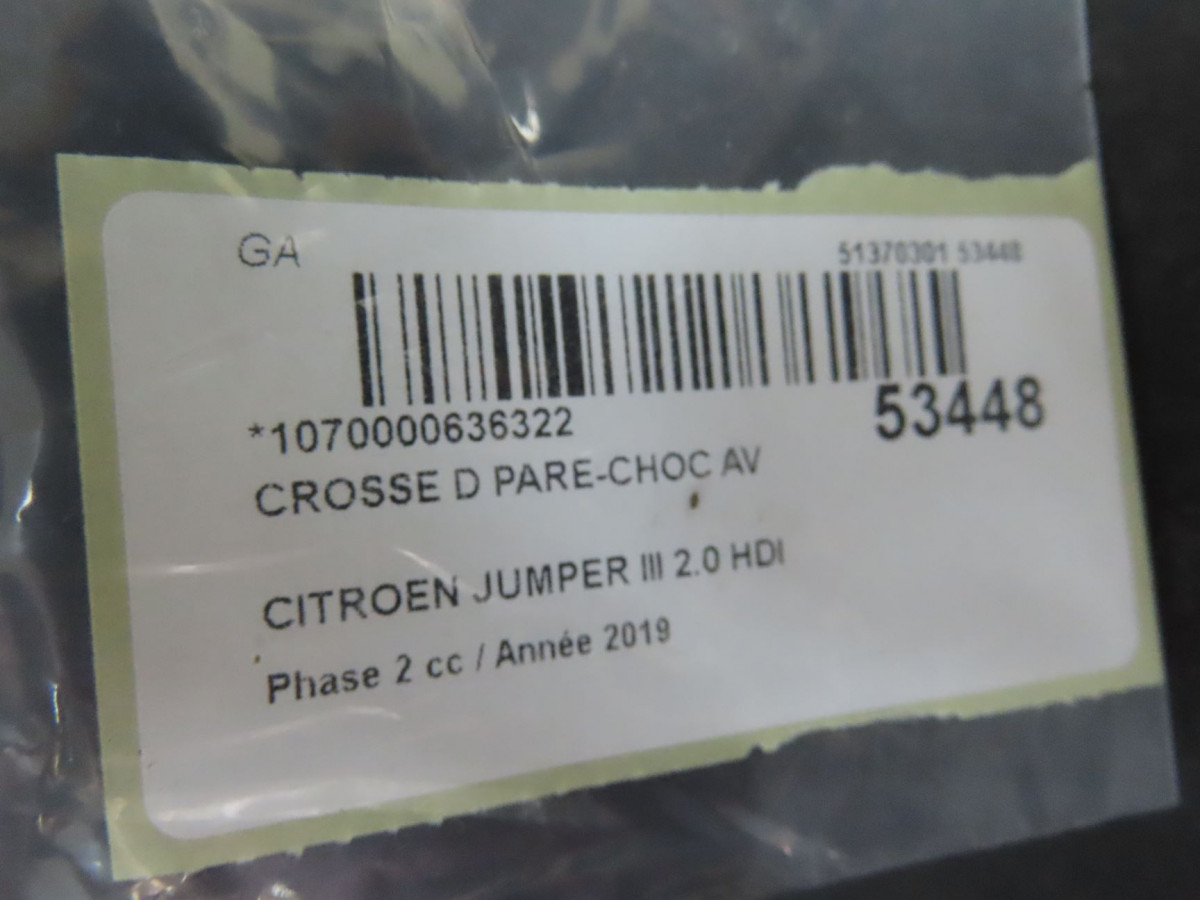 GA
51370301 53448
*1070000636322
53448
CROSSE D PARE-CHOC AV
CITROEN JUMPER III 2.0 HDI
Phase 2 cc / Année 2019